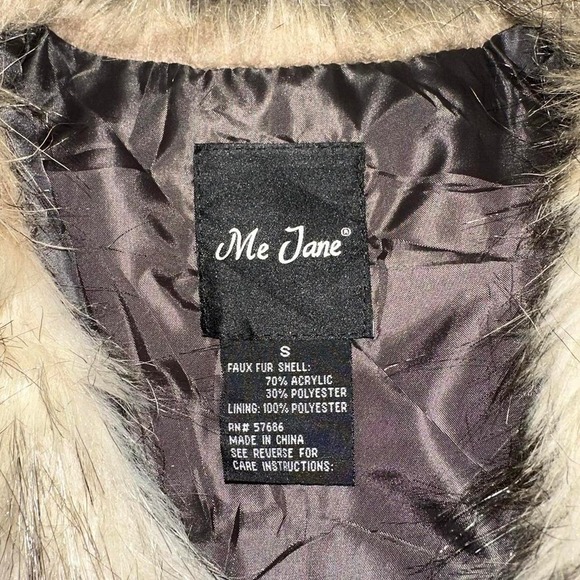 Me Jane®
S
FAUX FUR SHELL:
70% ACRYLIC
30% POLYESTER
LINING: 100% POLYESTER
RN# 57686
MADE IN CHINA
SEE REVERSE FOR
CARE INSTRUCTIONS: